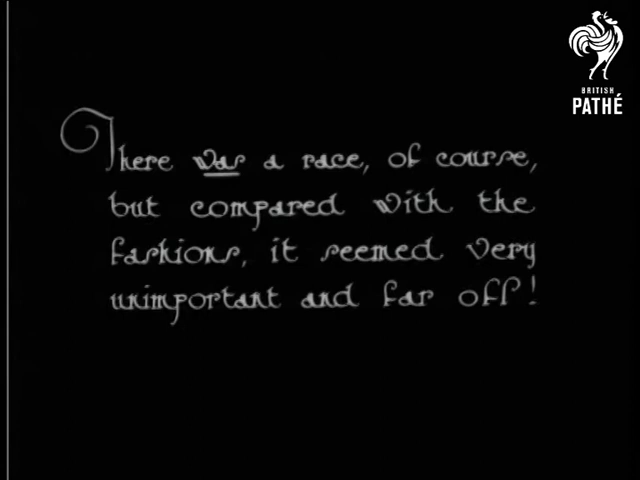 BRITISH
PATHÉ
There was a race, of course,
but compared with the
fashions, it seemed very
unimportant and far off!